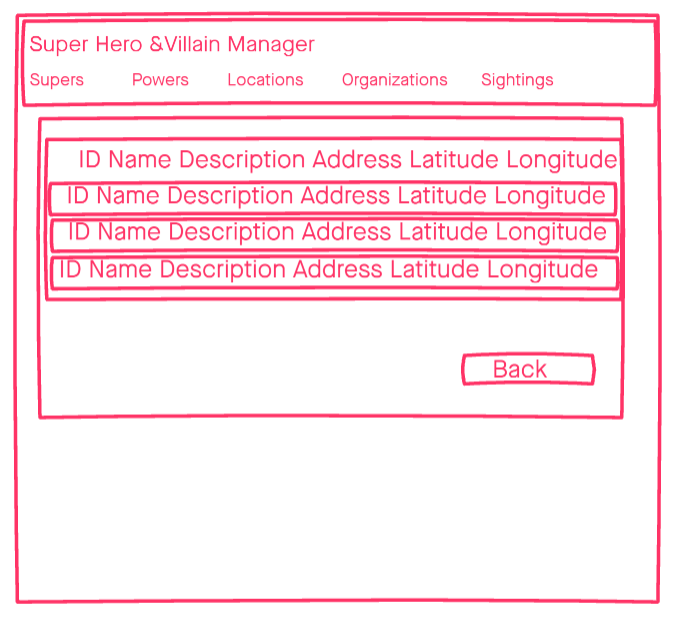 Super Hero &Villain Manager
Supers Powers Locations Organizations Sightings
ID Name Description Address Latitude Longitude
ID Name Description Address Latitude Longitude
ID Name Description Address Latitude Longitude
ID Name Description Address Latitude Longitude
Back